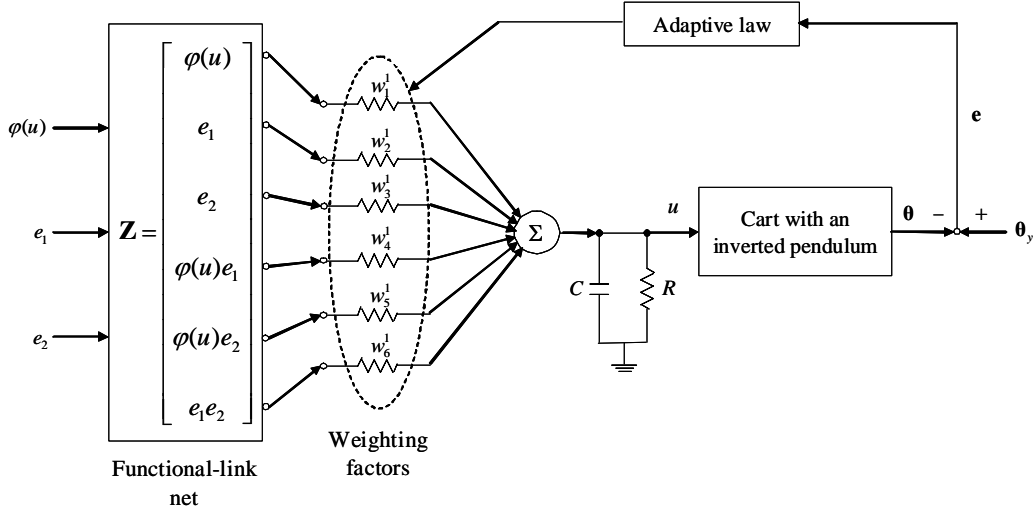 φ(u)
e₁
e₂
Z =
φ(u)
e₁
e₂
φ(u)e₁
φ(u)e₂
e₁e₂
Functional-link
net
w₁¹
w₂¹
w₃¹
w₄¹
w₅¹
w₆¹
Weighting
factors
Σ
C
R
u
Adaptive law
Cart with an
inverted pendulum
e
θ
−
+
θ_y